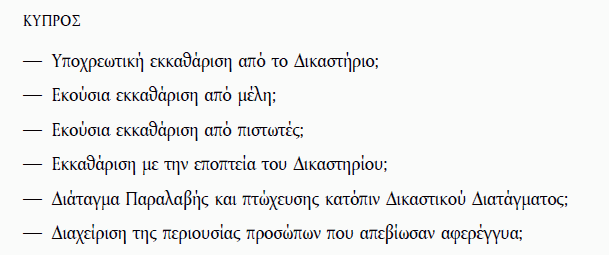 ΚΥΠΡΟΣ
— Υποχρεωτική εκκαθάριση από το Δικαστήριο;
— Εκούσια εκκαθάριση από μέλη;
— Εκούσια εκκαθάριση από πιστωτές;
— Εκκαθάριση με την εποπτεία του Δικαστηρίου;
— Διάταγμα Παραλαβής και πτώχευσης κατόπιν Δικαστικού Διατάγματος;
— Διαχείριση της περιουσίας προσώπων που απεβίωσαν αφερέγγυα;